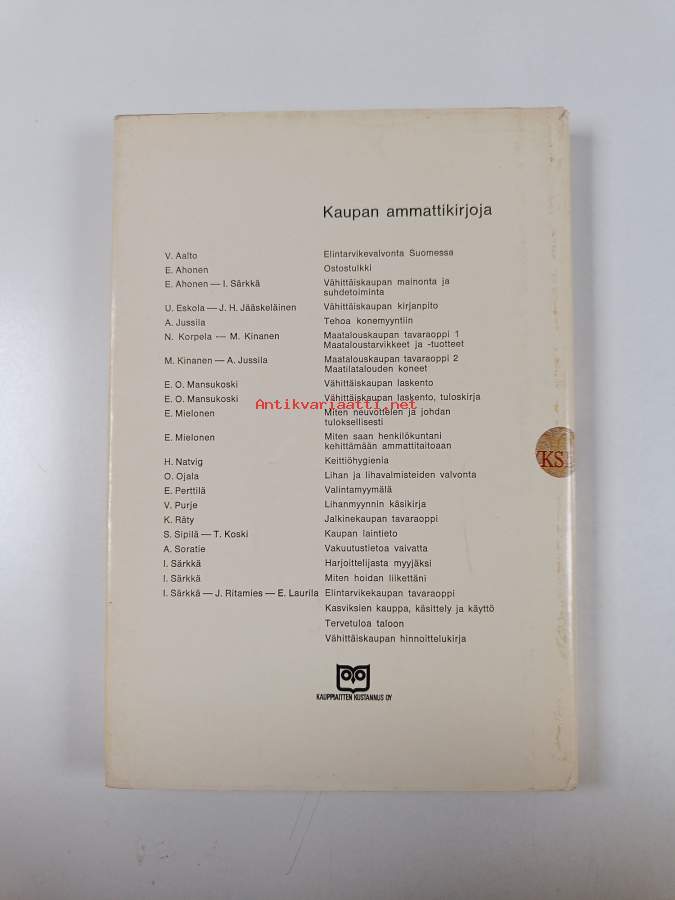 Kaupan ammattikirjoja
V. Aalto Elintarvikevalvonta Suomessa
E. Ahonen Ostostulkki
E. Ahonen — I. Särkkä Vähittäiskaupan mainonta ja
suhdetoiminta
U. Eskola — J. H. Jääskeläinen Vähittäiskaupan kirjanpito
A. Jussila Tehoa konemyyntiin
N. Korpela — M. Kinanen Maatalouskaupan tavaraoppi 1
Maataloustarvikkeet ja -tuotteet
M. Kinanen — A. Jussila Maatalouskaupan tavaraoppi 2
Maatilatalouden koneet
E. O. Mansukoski Vähittäiskaupan laskento
E. O. Mansukoski Vähittäiskaupan laskento, tuloskirja
Antikvariaatti.net
E. Mielonen Miten neuvottelen ja johdan
tuloksellisesti
E. Mielonen Miten saan henkilökuntani
kehittämään ammattitaitoaan
H. Natvig Keittiöhygienia
KS
O. Ojala Lihan ja lihavalmisteiden valvonta
E. Perttilä Valintamyymälä
V. Purje Lihanmyynnin käsikirja
K. Räty Jalkinekaupan tavaraoppi
S. Sipilä — T. Koski Kaupan laintieto
A. Soratie Vakuutustietoa vaivatta
I. Särkkä Harjoittelijasta myyjäksi
I. Särkkä Miten hoidan liikettäni
I. Särkkä — J. Ritamies — E. Laurila Elintarvikekaupan tavaraoppi
Kasviksien kauppa, käsittely ja käyttö
Tervetuloa taloon
Vähittäiskaupan hinnoittelukirja
KAUPPIAITTEN KUSTANNUS OY